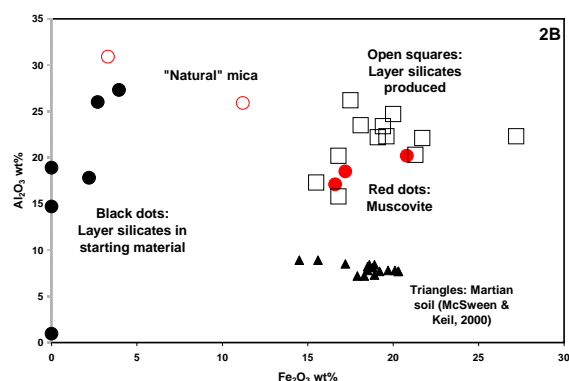 2B
35
30
25
20
15
10
5
0
Al2O3 wt%
"Natural" mica
Open squares:
Layer silicates
produced
Black dots:
Layer silicates in
starting material
Red dots:
Muscovite
Triangles: Martian
soil (McSween &
Keil, 2000)
0 5 10 15 20 25 30
Fe2O3 wt%